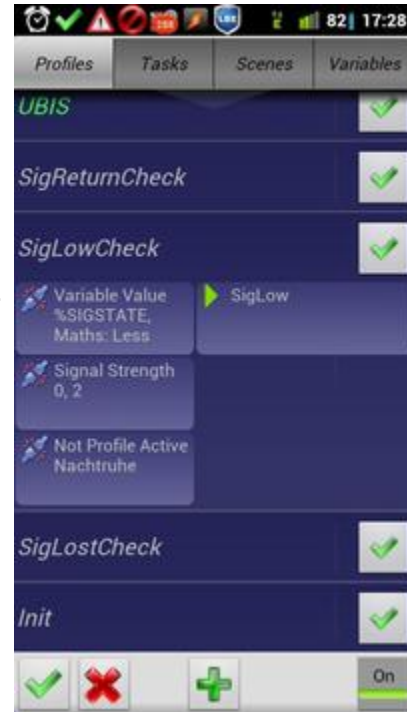 82 17:28
Profiles Tasks Scenes Variables
UBIS
SigReturnCheck
SigLowCheck
Variable Value
%SIGSTATE,
Maths: Less
SigLow
Signal Strength
0, 2
Not Profile Active
Nachtruhe
SigLostCheck
Init
On